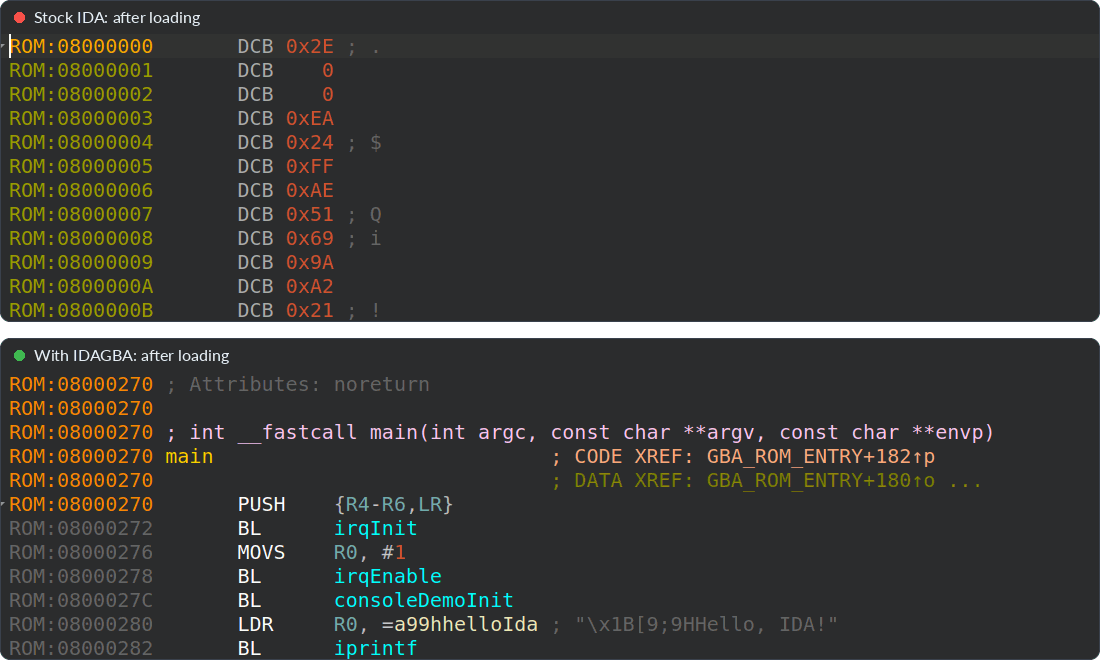 Stock IDA: after loading
ROM:08000000 DCB 0x2E ; .
ROM:08000001 DCB 0
ROM:08000002 DCB 0
ROM:08000003 DCB 0xEA
ROM:08000004 DCB 0x24 ; $
ROM:08000005 DCB 0xFF
ROM:08000006 DCB 0xAE
ROM:08000007 DCB 0x51 ; Q
ROM:08000008 DCB 0x69 ; i
ROM:08000009 DCB 0x9A
ROM:0800000A DCB 0xA2
ROM:0800000B DCB 0x21 ; !
With IDAGBA: after loading
ROM:08000270 ; Attributes: noreturn
ROM:08000270
ROM:08000270 ; int __fastcall main(int argc, const char **argv, const char **envp)
ROM:08000270 main ; CODE XREF: GBA_ROM_ENTRY+182↑p
ROM:08000270 ; DATA XREF: GBA_ROM_ENTRY+180↑o ...
ROM:08000270 PUSH {R4-R6,LR}
ROM:08000272 BL irqInit
ROM:08000276 MOVS R0, #1
ROM:08000278 BL irqEnable
ROM:0800027C BL consoleDemoInit
ROM:08000280 LDR R0, =a99hhelloIda ; "\x1B[9;9HHello, IDA!"
ROM:08000282 BL iprintf